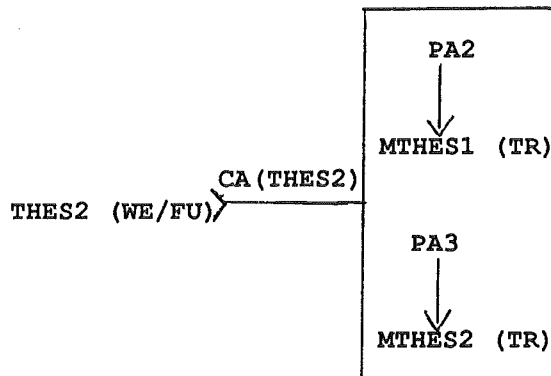 PA2
MTHES1 (TR)
CA(THES2)
THES2 (WE/FU)
PA3
MTHES2 (TR)